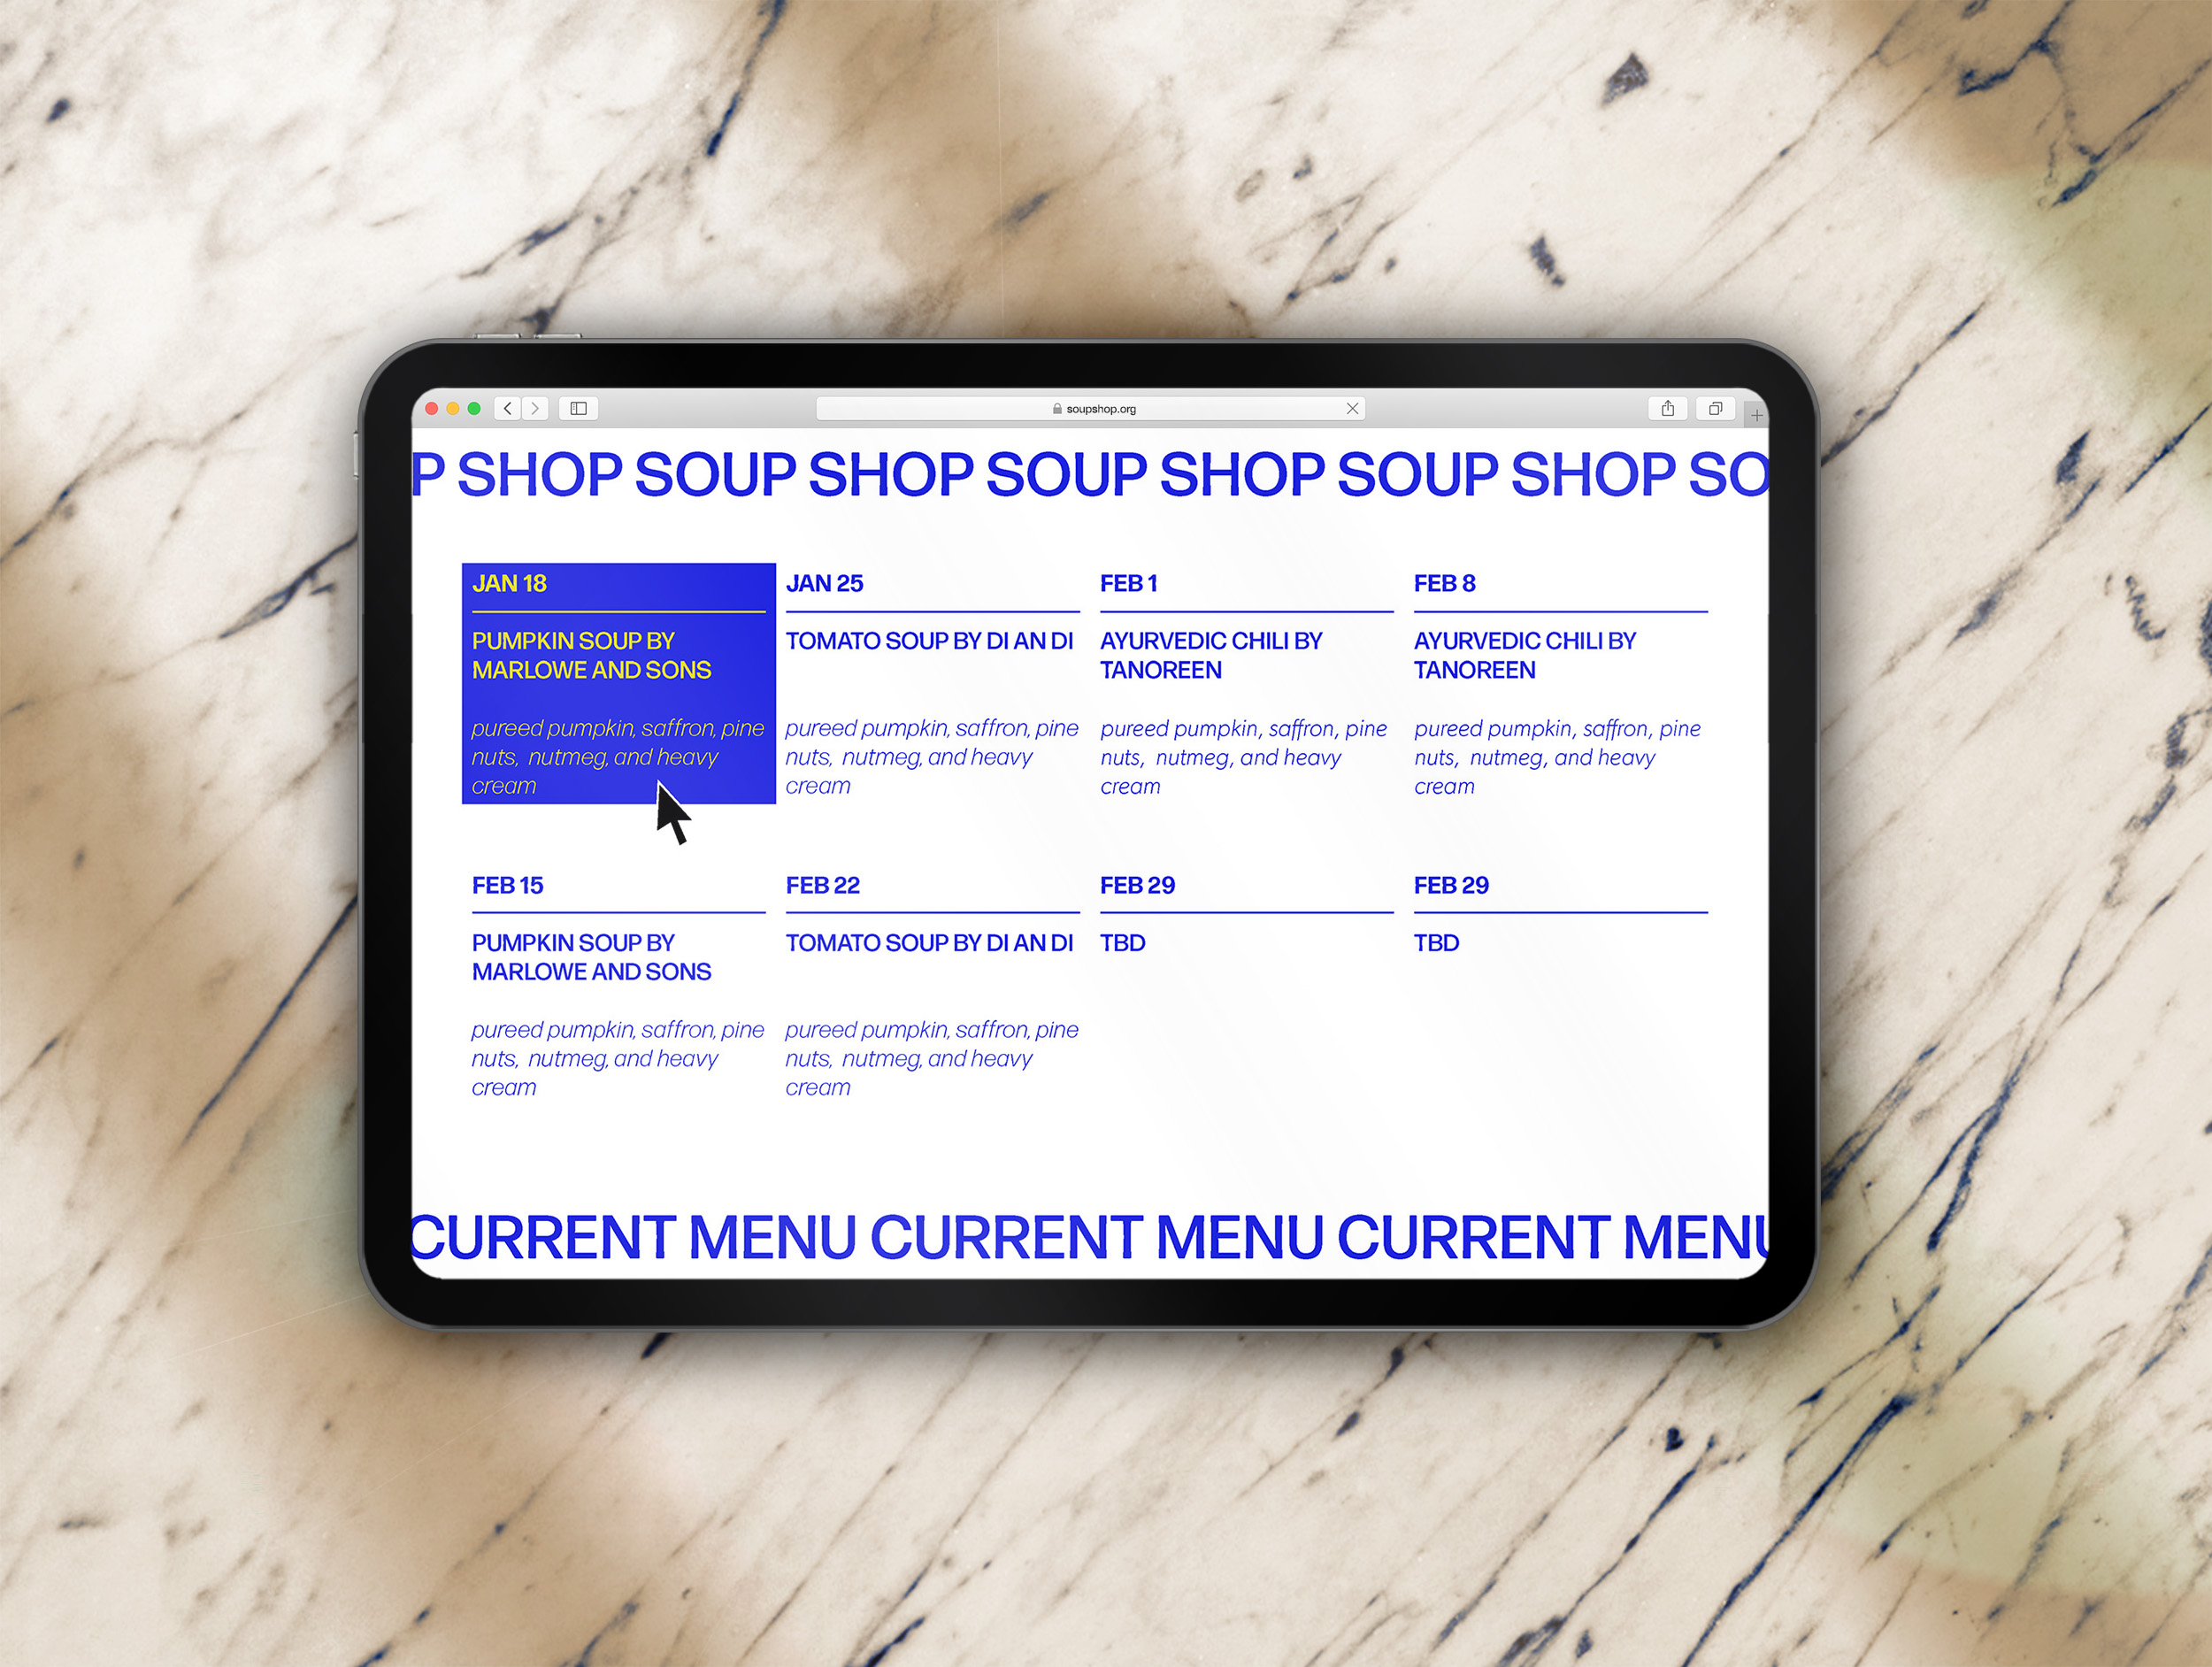 soupshop.org
P SHOP SOUP SHOP SOUP SHOP SOUP SHOP SO
JAN 18
PUMPKIN SOUP BY
MARLOWE AND SONS
pureed pumpkin, saffron, pine
nuts, nutmeg, and heavy
cream
JAN 25
TOMATO SOUP BY DI AN DI
pureed pumpkin, saffron, pine
nuts, nutmeg, and heavy
cream
FEB 1
AYURVEDIC CHILI BY
TANOREEN
pureed pumpkin, saffron, pine
nuts, nutmeg, and heavy
cream
FEB 8
AYURVEDIC CHILI BY
TANOREEN
pureed pumpkin, saffron, pine
nuts, nutmeg, and heavy
cream
FEB 15
PUMPKIN SOUP BY
MARLOWE AND SONS
pureed pumpkin, saffron, pine
nuts, nutmeg, and heavy
cream
FEB 22
TOMATO SOUP BY DI AN DI
pureed pumpkin, saffron, pine
nuts, nutmeg, and heavy
cream
FEB 29
TBD
FEB 29
TBD
CURRENT MENU CURRENT MENU CURRENT MENU